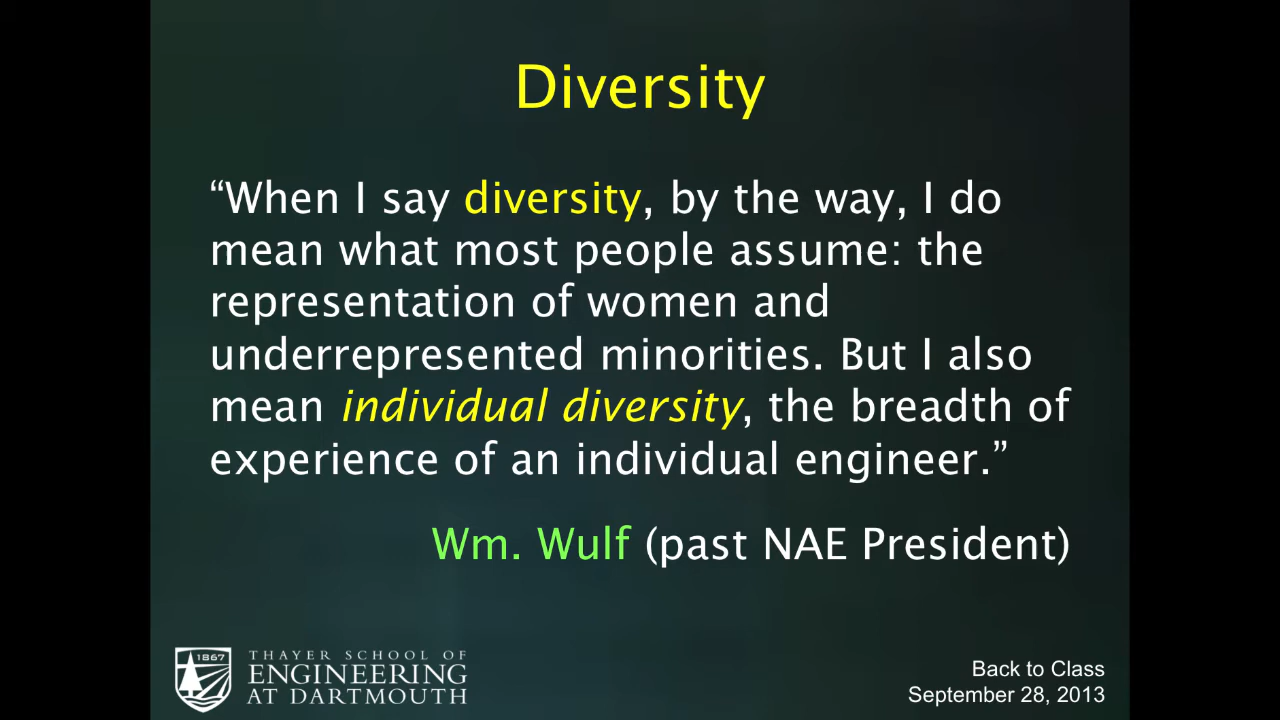 Diversity
“When I say diversity, by the way, I do
mean what most people assume: the
representation of women and
underrepresented minorities. But I also
mean individual diversity, the breadth of
experience of an individual engineer.”
Wm. Wulf (past NAE President)
1867
THAYER SCHOOL OF
ENGINEERING
AT DARTMOUTH
Back to Class
September 28, 2013